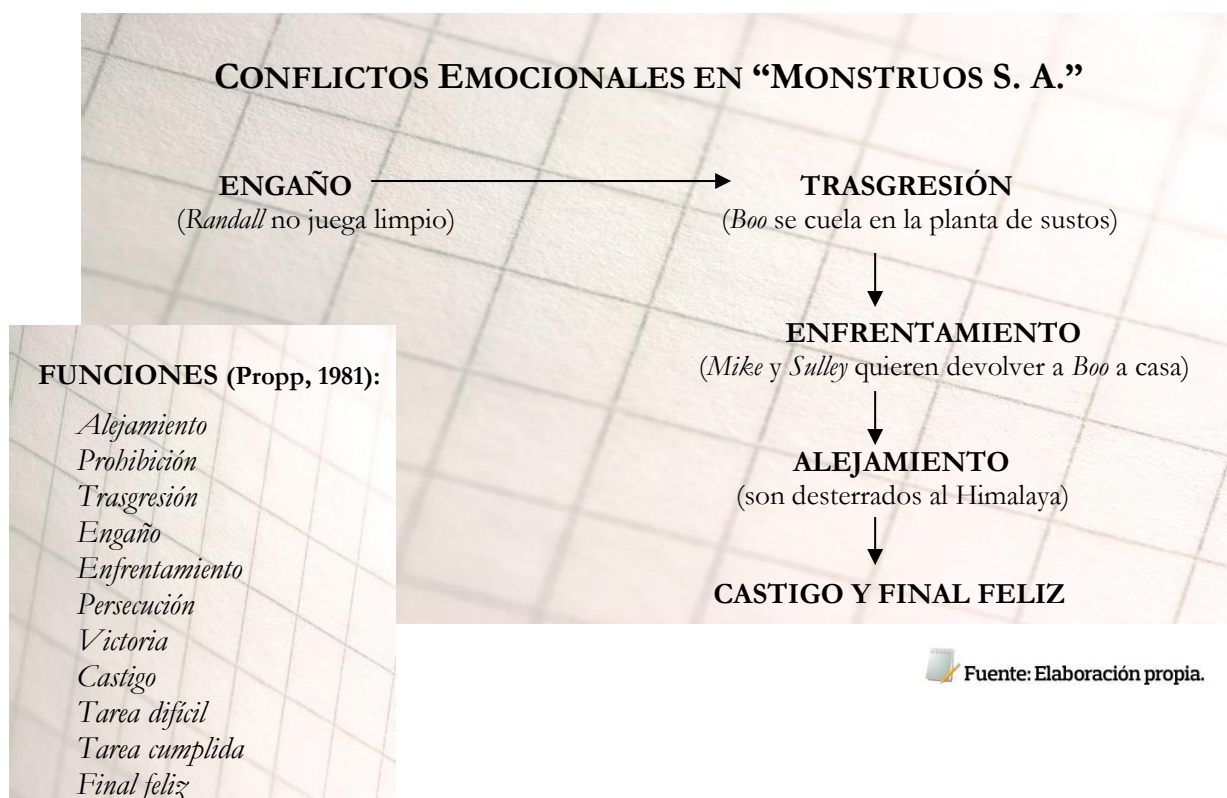 CONFLICTOS EMOCIONALES EN “MONSTRUOS S. A.”
ENGAÑO
(Randall no juega limpio)
TRASGRESIÓN
(Boo se cuela en la planta de sustos)
ENFRENTAMIENTO
(Mike y Sulley quieren devolver a Boo a casa)
ALEJAMIENTO
(son desterrados al Himalaya)
CASTIGO Y FINAL FELIZ
FUNCIONES (Propp, 1981):
Alejamiento
Prohibición
Trasgresión
Engaño
Enfrentamiento
Persecución
Victoria
Castigo
Tarea difícil
Tarea cumplida
Final feliz
Fuente: Elaboración propia.